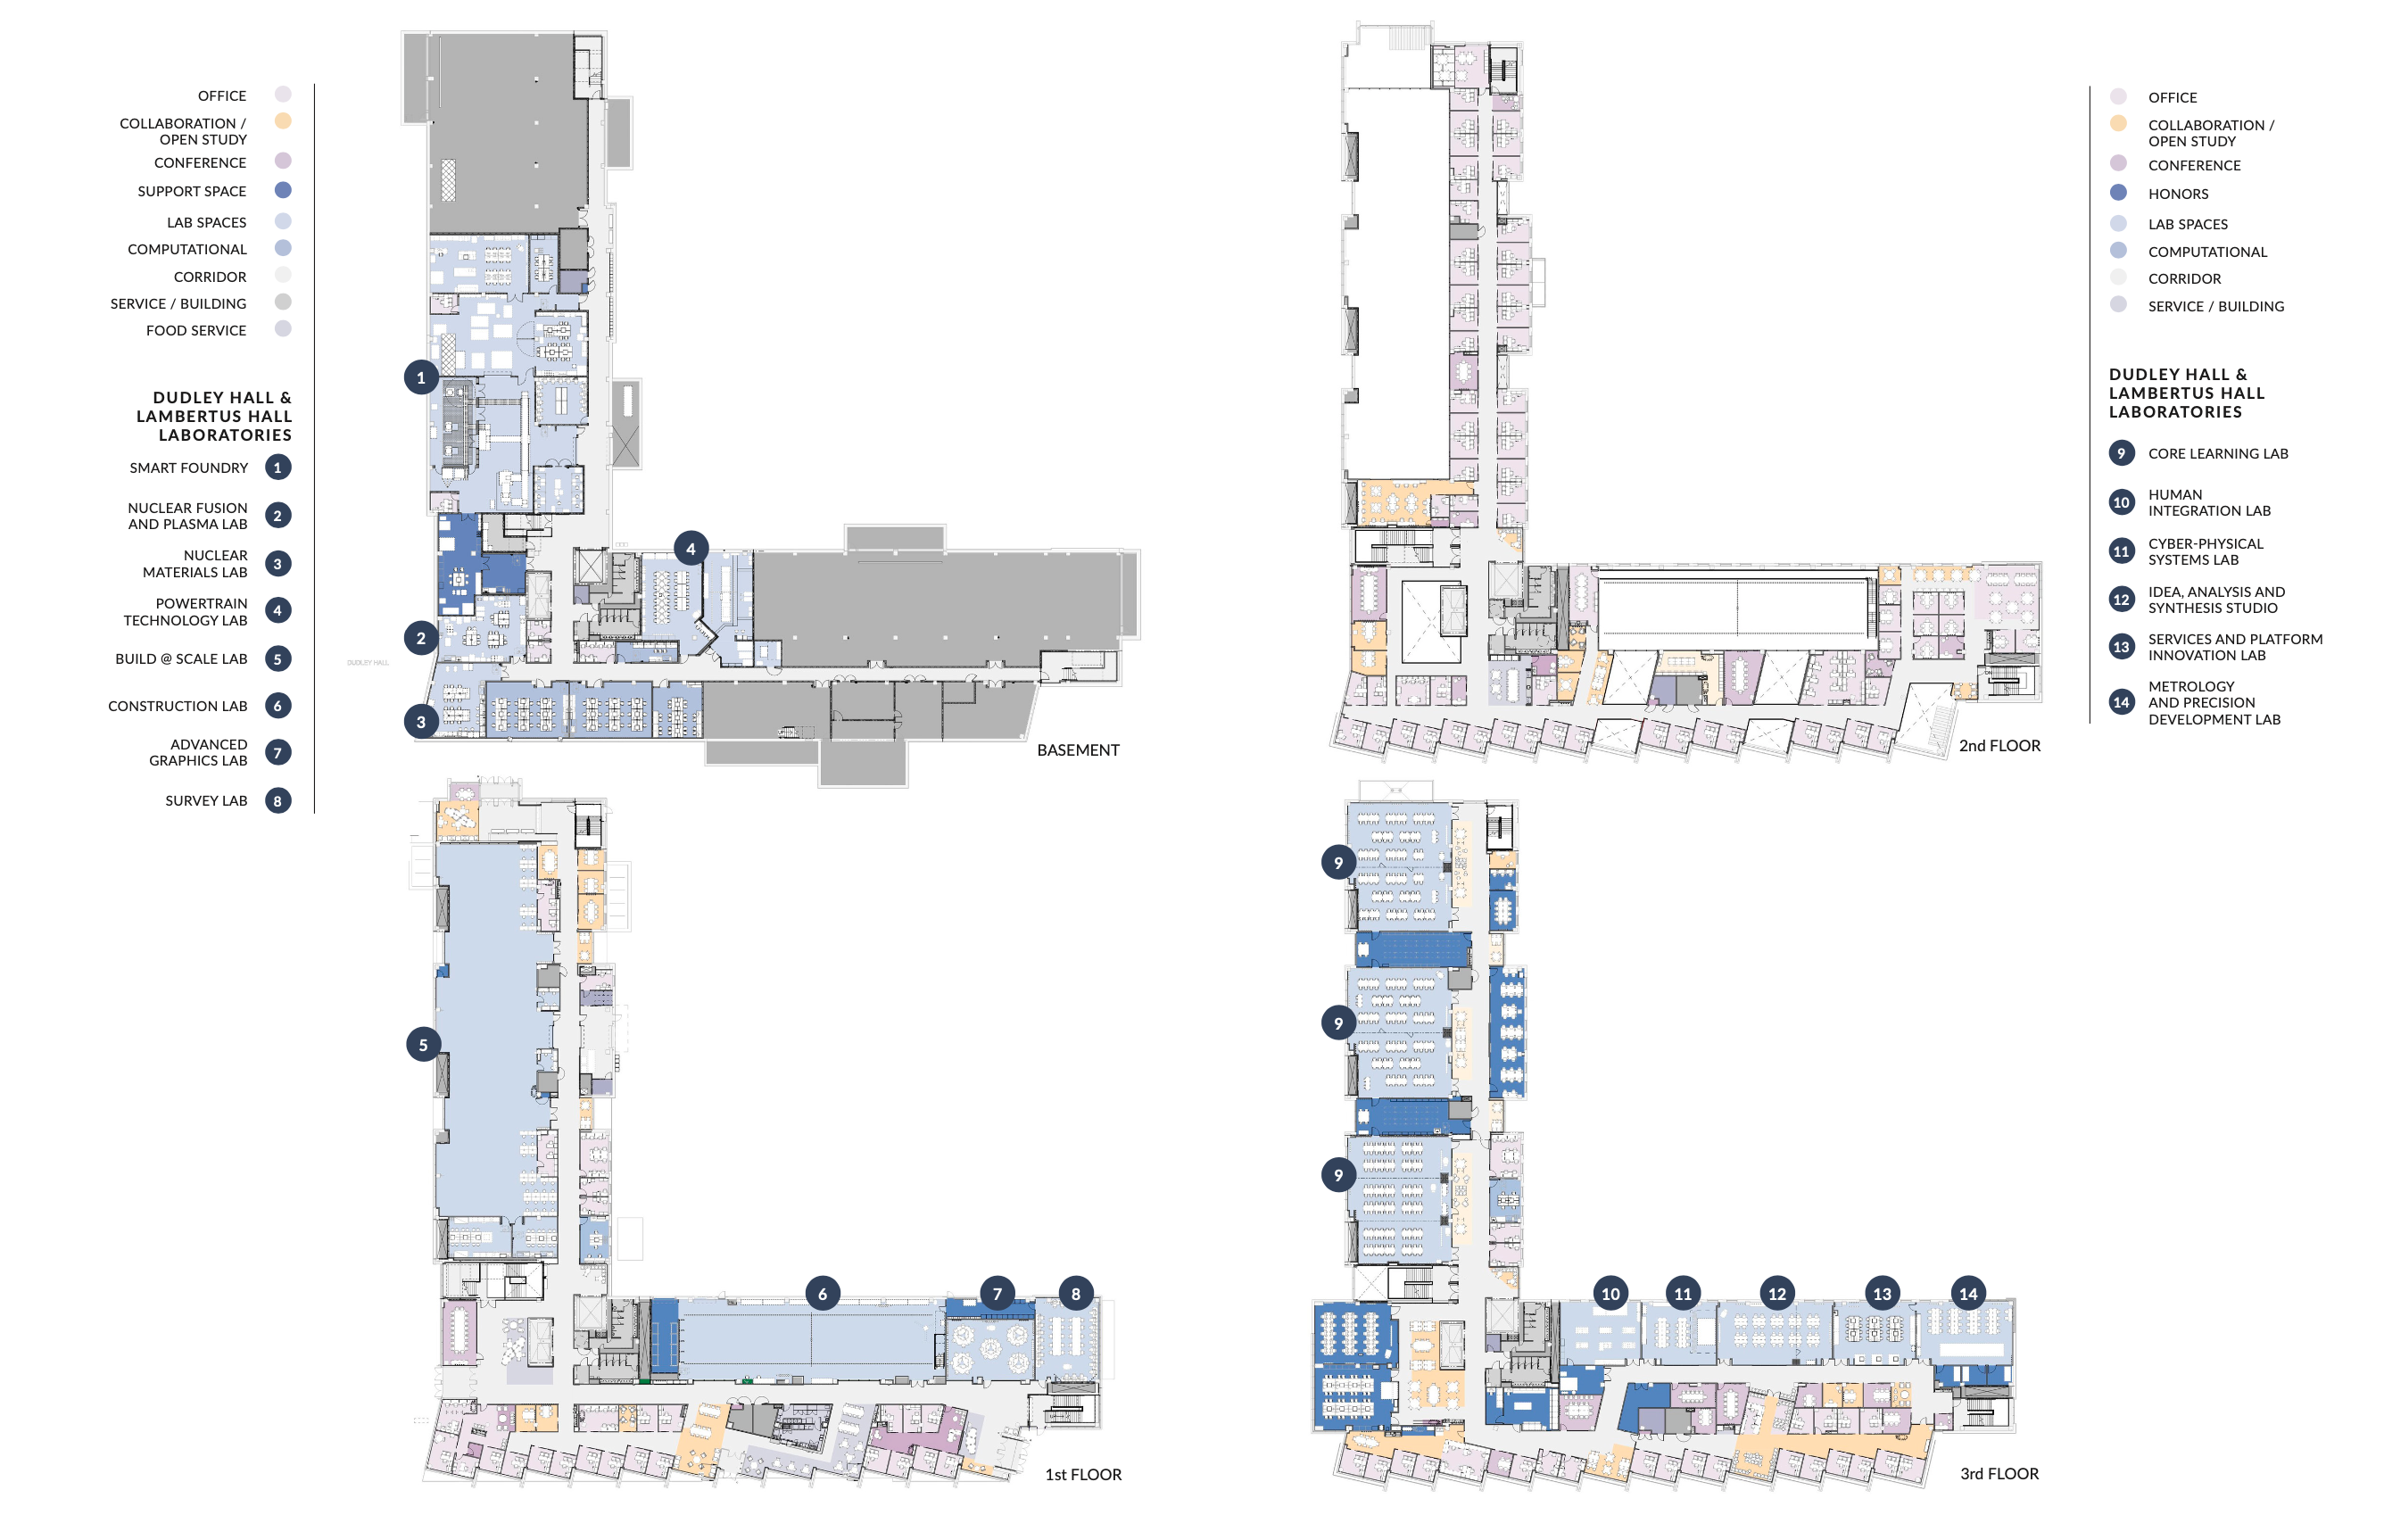 OFFICE
COLLABORATION /
OPEN STUDY
CONFERENCE
SUPPORT SPACE
LAB SPACES
COMPUTATIONAL
CORRIDOR
SERVICE / BUILDING
FOOD SERVICE
DUDLEY HALL &
LAMBERTUS HALL
LABORATORIES
SMART FOUNDRY 1
NUCLEAR FUSION
AND PLASMA LAB 2
NUCLEAR
MATERIALS LAB 3
POWERTRAIN
TECHNOLOGY LAB 4
BUILD @ SCALE LAB 5
CONSTRUCTION LAB 6
ADVANCED
GRAPHICS LAB 7
SURVEY LAB 8
1
4
2
DUDLEY HALL
3
BASEMENT
5
6
7
8
1st FLOOR
2nd FLOOR
9
9
9
10
11
12
13
14
3rd FLOOR
OFFICE
COLLABORATION /
OPEN STUDY
CONFERENCE
HONORS
LAB SPACES
COMPUTATIONAL
CORRIDOR
SERVICE / BUILDING
DUDLEY HALL &
LAMBERTUS HALL
LABORATORIES
9 CORE LEARNING LAB
10 HUMAN
INTEGRATION LAB
11 CYBER-PHYSICAL
SYSTEMS LAB
12 IDEA, ANALYSIS AND
SYNTHESIS STUDIO
13 SERVICES AND PLATFORM
INNOVATION LAB
14 METROLOGY
AND PRECISION
DEVELOPMENT LAB